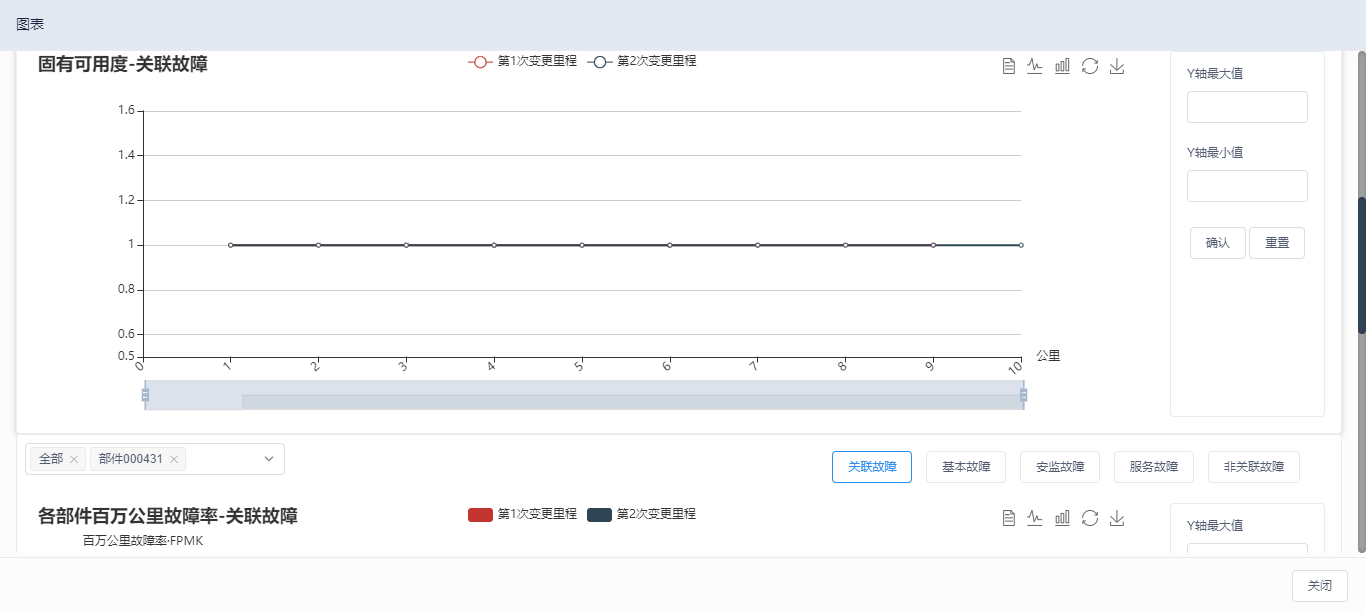 图表
固有可用度-关联故障
第1次变更里程 第2次变更里程
Y轴最大值
1.6
1.4
1.2
1
0.8
0.6
0.5
0 1 2 3 4 5 6 7 8 9 10
公里
Y轴最小值
确认 重置
全部 部件000431
关联故障 基本故障 安监故障 服务故障 非关联故障
各部件百万公里故障率-关联故障
第1次变更里程 第2次变更里程
Y轴最大值
百万公里故障率·FPMK
关闭